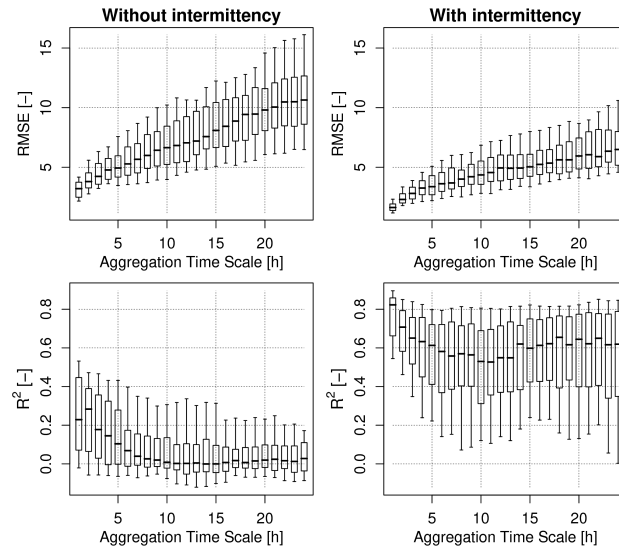 Without intermittency
With intermittency
RMSE [−]
15
10
5
5 10 15 20
Aggregation Time Scale [h]
RMSE [−]
15
10
5
5 10 15 20
Aggregation Time Scale [h]
R² [−]
0.8
0.6
0.4
0.2
0.0
5 10 15 20
Aggregation Time Scale [h]
R² [−]
0.8
0.6
0.4
0.2
0.0
5 10 15 20
Aggregation Time Scale [h]